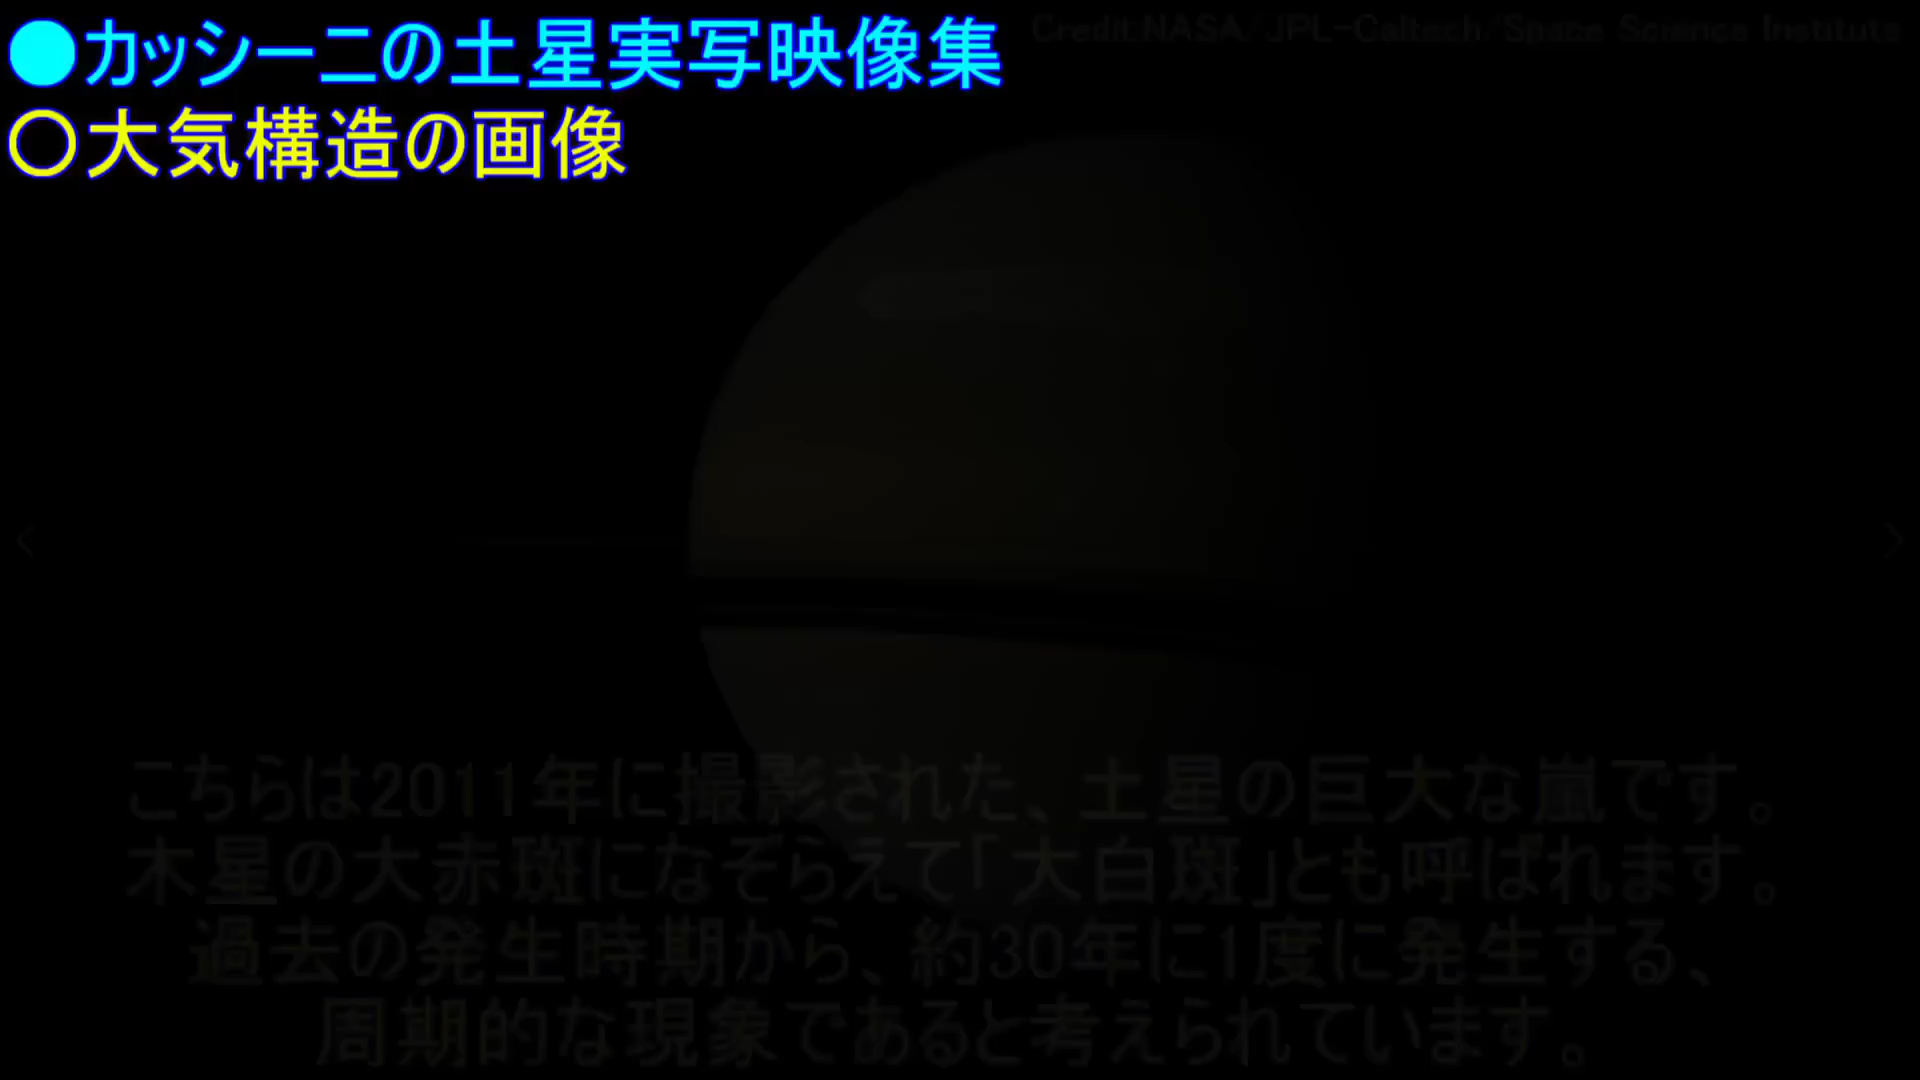 ●カッシーニの土星実写映像集
Credit:NASA/JPL-Caltech/Space Science Institute
○大気構造の画像
こちらは2011年に撮影された、土星の巨大な嵐です。
木星の大赤斑になぞらえて「大白斑」とも呼ばれます。
過去の発生時期から、約30年に1度に発生する、
周期的な現象であると考えられています。